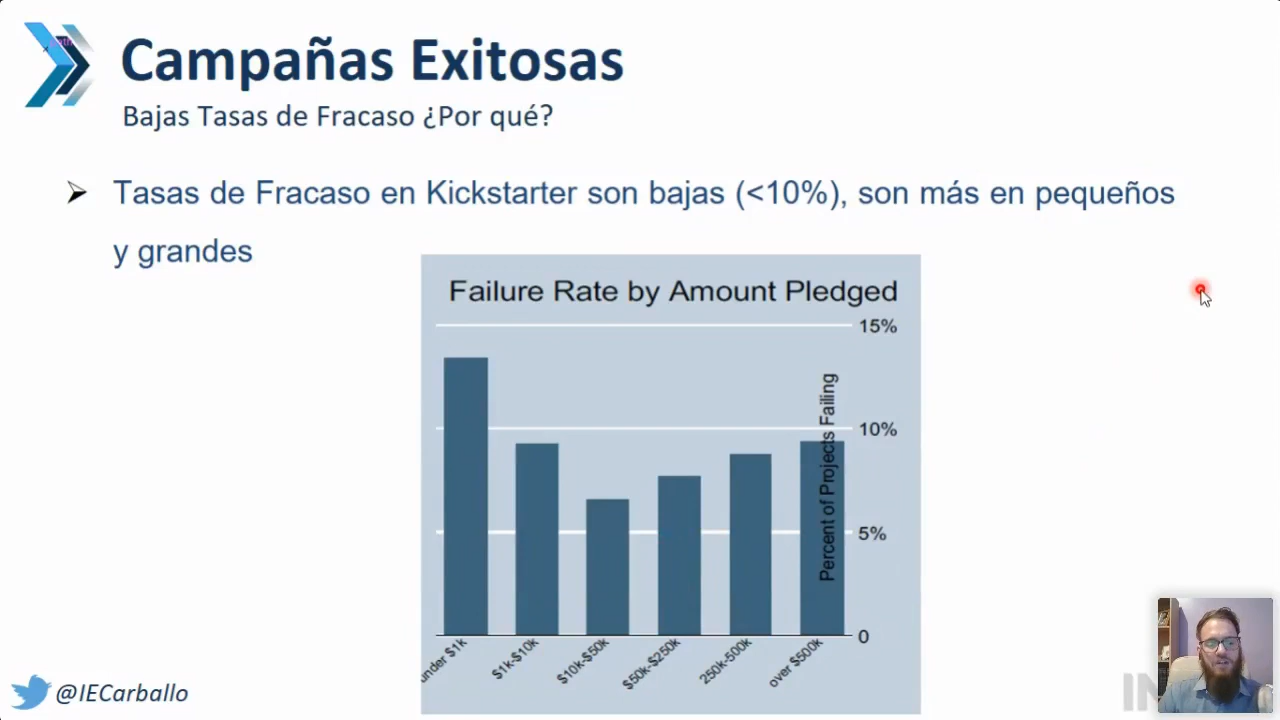 Campañas Exitosas
Bajas Tasas de Fracaso ¿Por qué?
Tasas de Fracaso en Kickstarter son bajas (<10%), son más en pequeños
y grandes
Failure Rate by Amount Pledged
15%
10%
5%
0
Percent of Projects Failing
under $1k
$1k-$10k
$10k-$50k
$50k-$250k
250k-500k
over $500k
@IECarballo